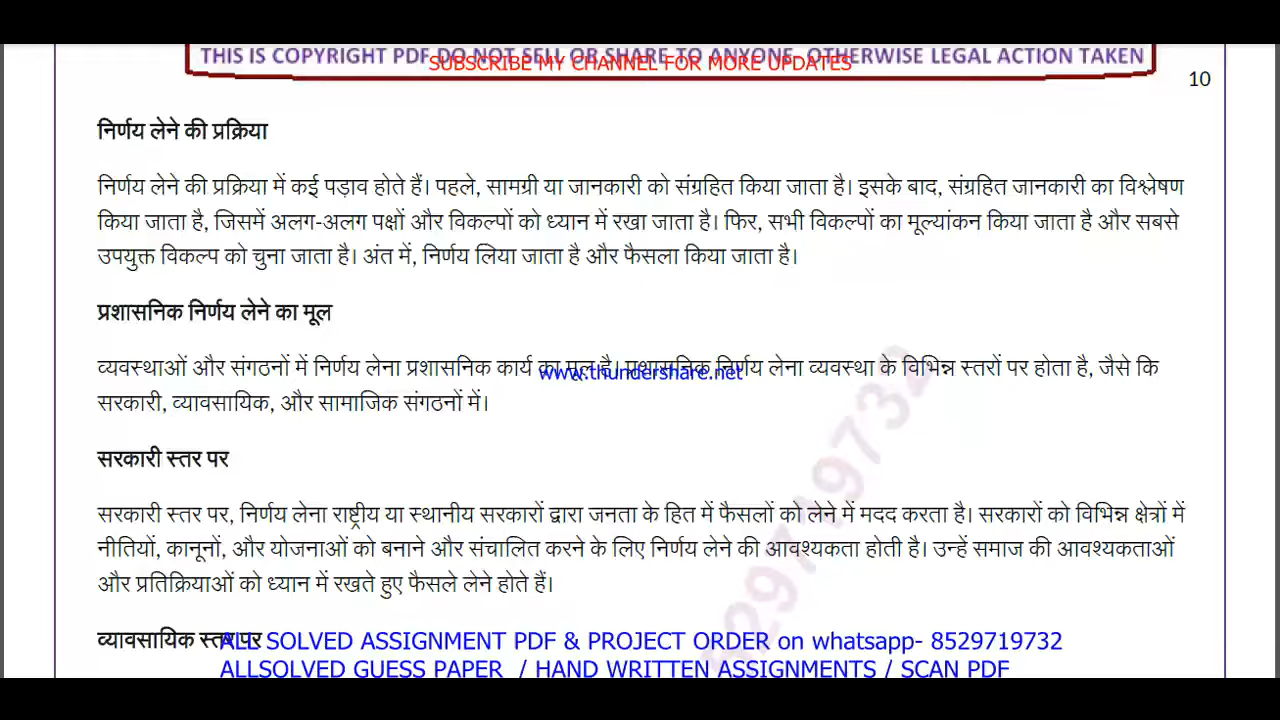 THIS IS COPYRIGHT PDF DO NOT SELL OR SHARE TO ANYONE, OTHERWISE LEGAL ACTION TAKEN
SUBSCRIBE MY CHANNEL FOR MORE UPDATES
10
निर्णय लेने की प्रक्रिया
निर्णय लेने की प्रक्रिया में कई पड़ाव होते हैं। पहले, सामग्री या जानकारी को संग्रहित किया जाता है। इसके बाद, संग्रहित जानकारी का विश्लेषण
किया जाता है, जिसमें अलग-अलग पक्षों और विकल्पों को ध्यान में रखा जाता है। फिर, सभी विकल्पों का मूल्यांकन किया जाता है और सबसे
उपयुक्त विकल्प को चुना जाता है। अंत में, निर्णय लिया जाता है और फैसला किया जाता है।
प्रशासनिक निर्णय लेने का मूल
व्यवस्थाओं और संगठनों में निर्णय लेना प्रशासनिक कार्य का मूल है। प्रशासनिक निर्णय लेना व्यवस्था के विभिन्न स्तरों पर होता है, जैसे कि
www.thundershare.net
सरकारी, व्यावसायिक, और सामाजिक संगठनों में।
सरकारी स्तर पर
सरकारी स्तर पर, निर्णय लेना राष्ट्रीय या स्थानीय सरकारों द्वारा जनता के हित में फैसलों को लेने में मदद करता है। सरकारों को विभिन्न क्षेत्रों में
नीतियों, कानूनों, और योजनाओं को बनाने और संचालित करने के लिए निर्णय लेने की आवश्यकता होती है। उन्हें समाज की आवश्यकताओं
और प्रतिक्रियाओं को ध्यान में रखते हुए फैसले लेने होते हैं।
व्यावसायिक स्तर पर
ALL SOLVED ASSIGNMENT PDF & PROJECT ORDER on whatsapp- 8529719732
ALLSOLVED GUESS PAPER / HAND WRITTEN ASSIGNMENTS / SCAN PDF
8529719732